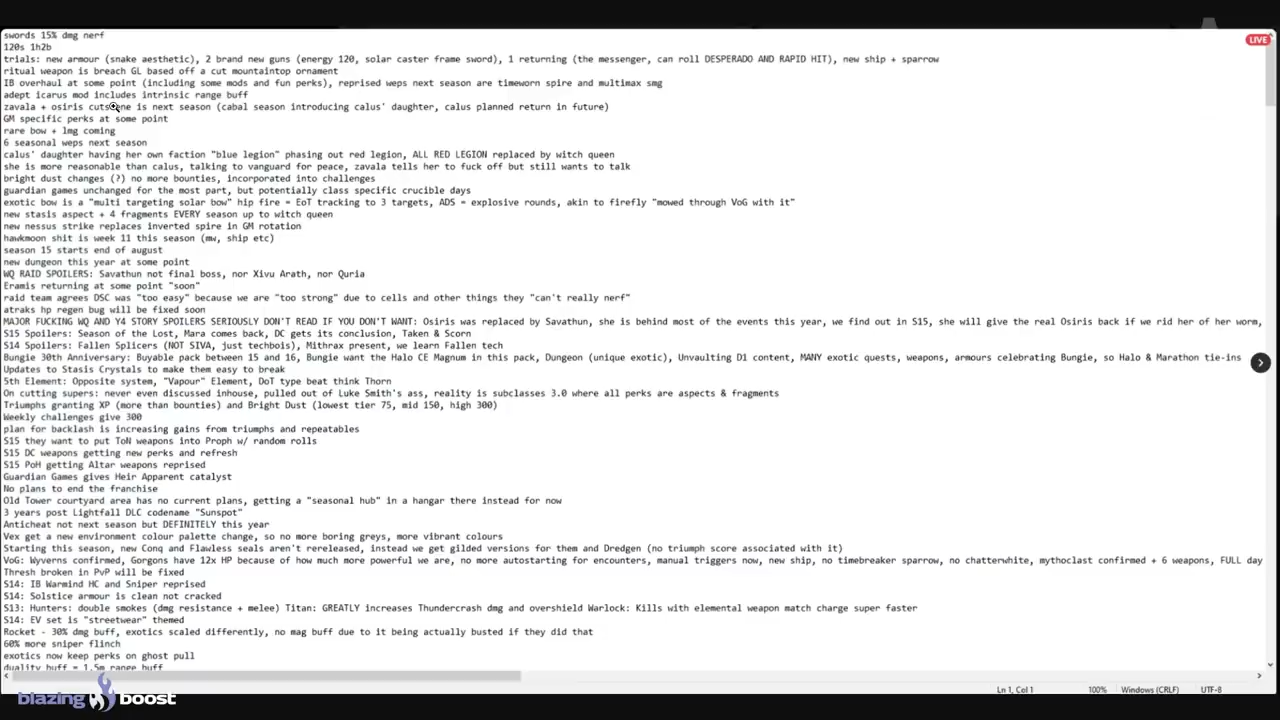 swords 15% dmg nerf
120s 1h2b
trials: new armour (snake aesthetic), 2 brand new guns (energy 120, solar caster frame sword), 1 returning (the messenger, can roll DESPERADO AND RAPID HIT), new ship + sparrow
ritual weapon is breach GL based off a cut mountaintop ornament
IB overhaul at some point (including some mods and fun perks), reprised weps next season are timeworn spire and multimax smg
adept icarus mod includes intrinsic range buff
zavala + osiris cutscene is next season (cabal season introducing calus' daughter, calus planned return in future)
GM specific perks at some point
rare bow + lmg coming
6 seasonal weps next season
calus' daughter having her own faction "blue legion" phasing out red legion, ALL RED LEGION replaced by witch queen
she is more reasonable than calus, talking to vanguard for peace, zavala tells her to fuck off but still wants to talk
bright dust changes (?) no more bounties, incorporated into challenges
guardian games unchanged for the most part, but potentially class specific crucible days
exotic bow is a "multi targeting solar bow" hip fire = EoT tracking to 3 targets, ADS = explosive rounds, akin to firefly "mowed through VoG with it"
new stasis aspect + 4 fragments EVERY season up to witch queen
new nessus strike replaces inverted spire in GM rotation
hawkmoon shit is week 11 this season (mw, ship etc)
season 15 starts end of august
new dungeon this year at some point
WQ RAID SPOILERS: Savathun not final boss, nor Xivu Arath, nor Quria
Eramis returning at some point "soon"
raid team agrees DSC was "too easy" because we are "too strong" due to cells and other things they "can't really nerf"
atraks hp regen bug will be fixed soon
MAJOR FUCKING WQ AND Y4 STORY SPOILERS SERIOUSLY DON'T READ IF YOU DON'T WANT: Osiris was replaced by Savathun, she is behind most of the events this year, we find out in S15, she will give the real Osiris back if we rid her of her worm,
S15 Spoilers: Season of the Lost, Mara comes back, DC gets its conclusion, Taken & Scorn
S14 Spoilers: Fallen Splicers (NOT SIVA, just techbois), Mithrax present, we learn Fallen tech
Bungie 30th Anniversary: Buyable pack between 15 and 16, Bungie want the Halo CE Magnum in this pack, Dungeon (unique exotic), Unvaulting D1 content, MANY exotic quests, weapons, armours celebrating Bungie, so Halo & Marathon tie-ins
Updates to Stasis Crystals to make them easy to break
5th Element: Opposite system, "Vapour" Element, DoT type beat think Thorn
On cutting supers: never even discussed inhouse, pulled out of Luke Smith's ass, reality is subclasses 3.0 where all perks are aspects & fragments
Triumphs granting XP (more than bounties) and Bright Dust (lowest tier 75, mid 150, high 300)
Weekly challenges give 300
plan for backlash is increasing gains from triumphs and repeatables
S15 they want to put ToN weapons into Proph w/ random rolls
S15 DC weapons getting new perks and refresh
S15 PoH getting Altar weapons reprised
Guardian Games gives Heir Apparent catalyst
No plans to end the franchise
Old Tower courtyard area has no current plans, getting a "seasonal hub" in a hangar there instead for now
3 years post Lightfall DLC codename "Sunspot"
Anticheat not next season but DEFINITELY this year
Vex get a new environment colour palette change, so no more boring greys, more vibrant colours
Starting this season, new Conq and Flawless seals aren't rereleased, instead we get gilded versions for them and Dredgen (no triumph score associated with it)
VoG: Wyverns confirmed, Gorgons have 12x HP because of how much more powerful we are, no more autostarting for encounters, manual triggers now, new ship, no timebreaker sparrow, no chatterwhite, mythoclast confirmed + 6 weapons, FULL day
Thresh broken in PvP will be fixed
S14: IB Warmind HC and Sniper reprised
S14: Solstice armour is clean not cracked
S13: Hunters: double smokes (dmg resistance + melee) Titan: GREATLY increases Thundercrash dmg and overshield Warlock: Kills with elemental weapon match charge super faster
S14: EV set is "streetwear" themed
Rocket - 30% dmg buff, exotics scaled differently, no mag buff due to it being actually busted if they did that
60% more sniper flinch
exotics now keep perks on ghost pull
duality buff = 1.5m range buff
LIVE
Ln 1, Col 1
100%
Windows (CRLF)
UTF-8
blazing boost